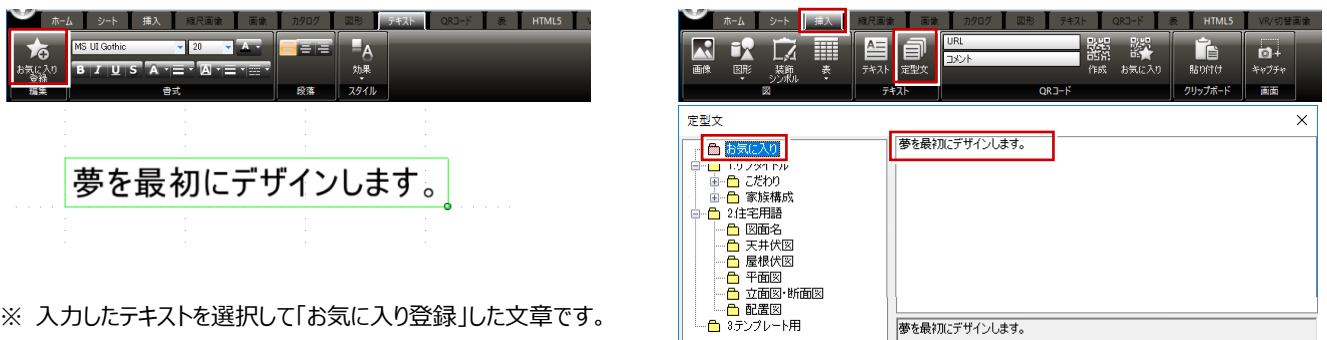 ホーム シート 挿入 縮尺画像 画像 カタログ 図形 テキスト QRコード 表 HTML5
MS UI Gothic 20 A
お気に入り
登録
B I U S A A
効果
編集 書式 段落 スタイル
夢を最初にデザインします。
※ 入力したテキストを選択して「お気に入り登録」した文章です。
ホーム シート 挿入 縮尺画像 画像 カタログ 図形 テキスト QRコード 表 HTML5 VR/切替画像
画像 図形 装飾
シンボル 表 テキスト 定型文
URL
コメント
作成 お気に入り 貼り付け キャプチャ
図 テキスト QRコード クリップボード 画面
定型文
お気に入り
1.サブタイトル
こだわり
家族構成
2.住宅用語
図面名
天井伏図
屋根伏図
平面図
立面図・断面図
配置図
3.テンプレート用
夢を最初にデザインします。
夢を最初にデザインします。